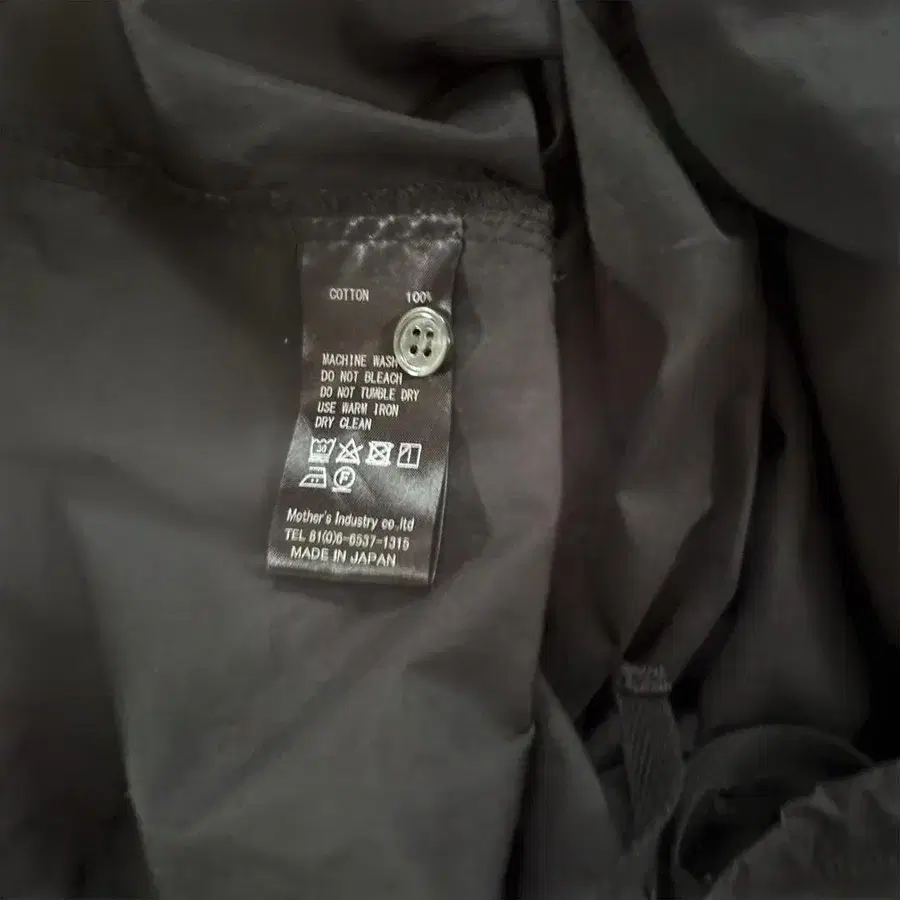 COTTON 100%
MACHINE WASH
DO NOT BLEACH
DO NOT TUMBLE DRY
USE WARM IRON
DRY CLEAN
30
F
Mother's Industry co.ltd
TEL 81(0)6-6537-1315
MADE IN JAPAN